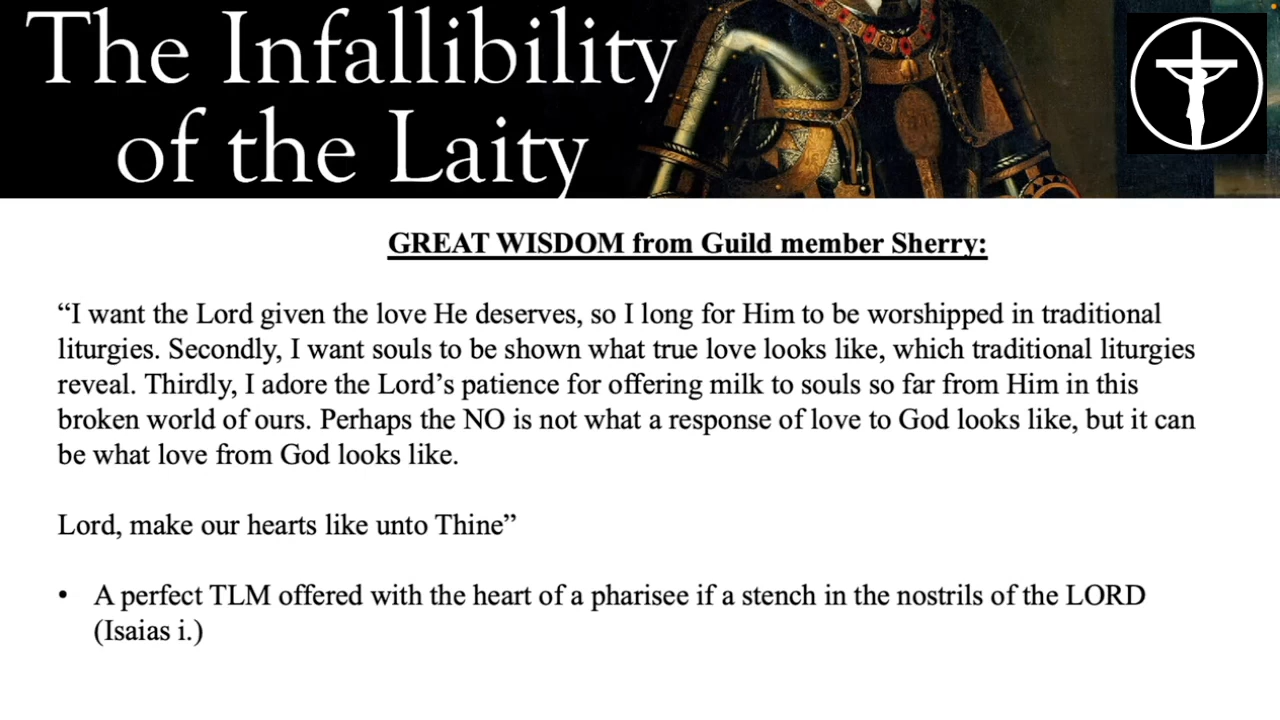 The Infallibility
of the Laity
GREAT WISDOM from Guild member Sherry:
“I want the Lord given the love He deserves, so I long for Him to be worshipped in traditional
liturgies. Secondly, I want souls to be shown what true love looks like, which traditional liturgies
reveal. Thirdly, I adore the Lord’s patience for offering milk to souls so far from Him in this
broken world of ours. Perhaps the NO is not what a response of love to God looks like, but it can
be what love from God looks like.
Lord, make our hearts like unto Thine”
• A perfect TLM offered with the heart of a pharisee if a stench in the nostrils of the LORD
(Isaias i.)